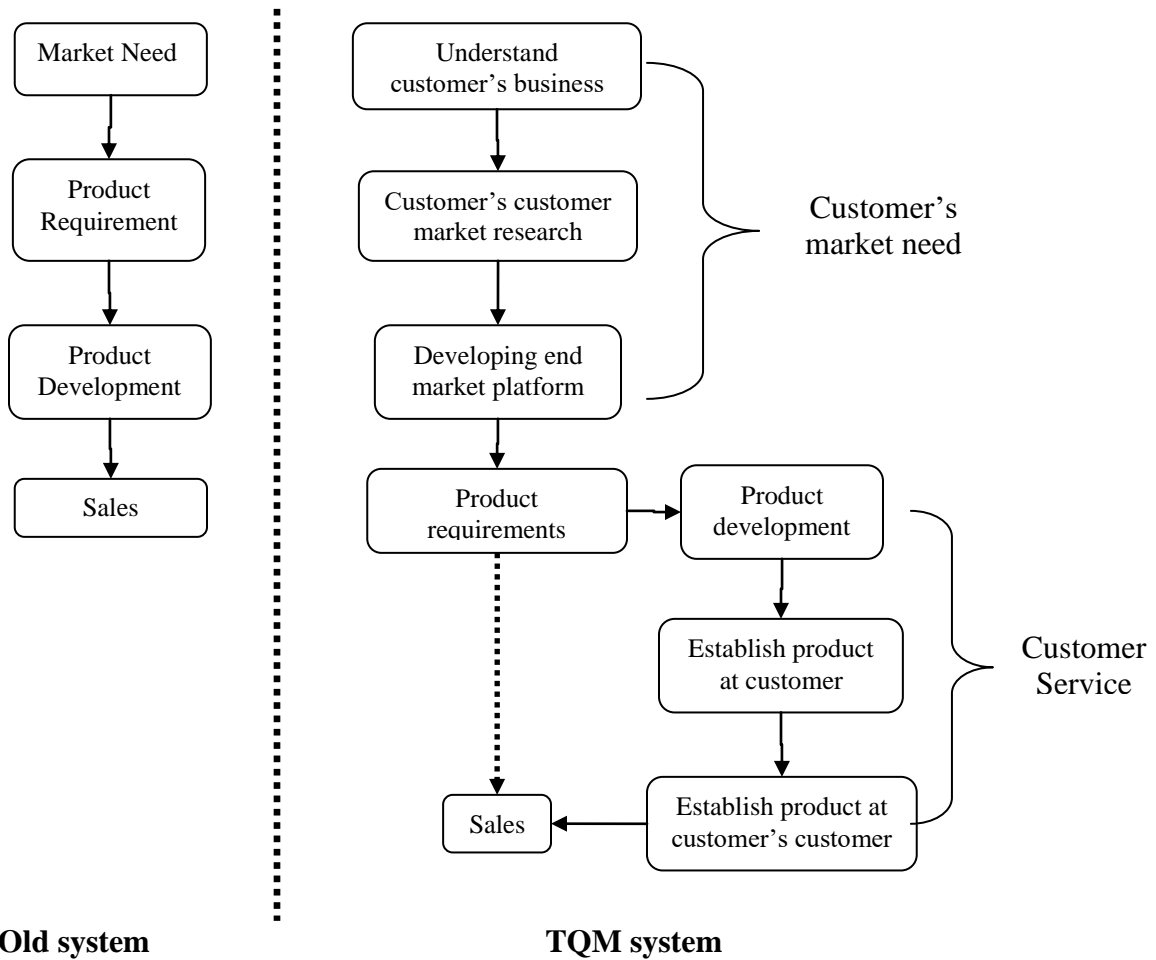 Market Need
Product
Requirement
Product
Development
Sales
Understand
customer’s business
Customer’s customer
market research
Developing end
market platform
Customer’s
market need
Product
requirements
Product
development
Establish product
at customer
Establish product at
customer’s customer
Sales
Customer
Service
Old system
TQM system